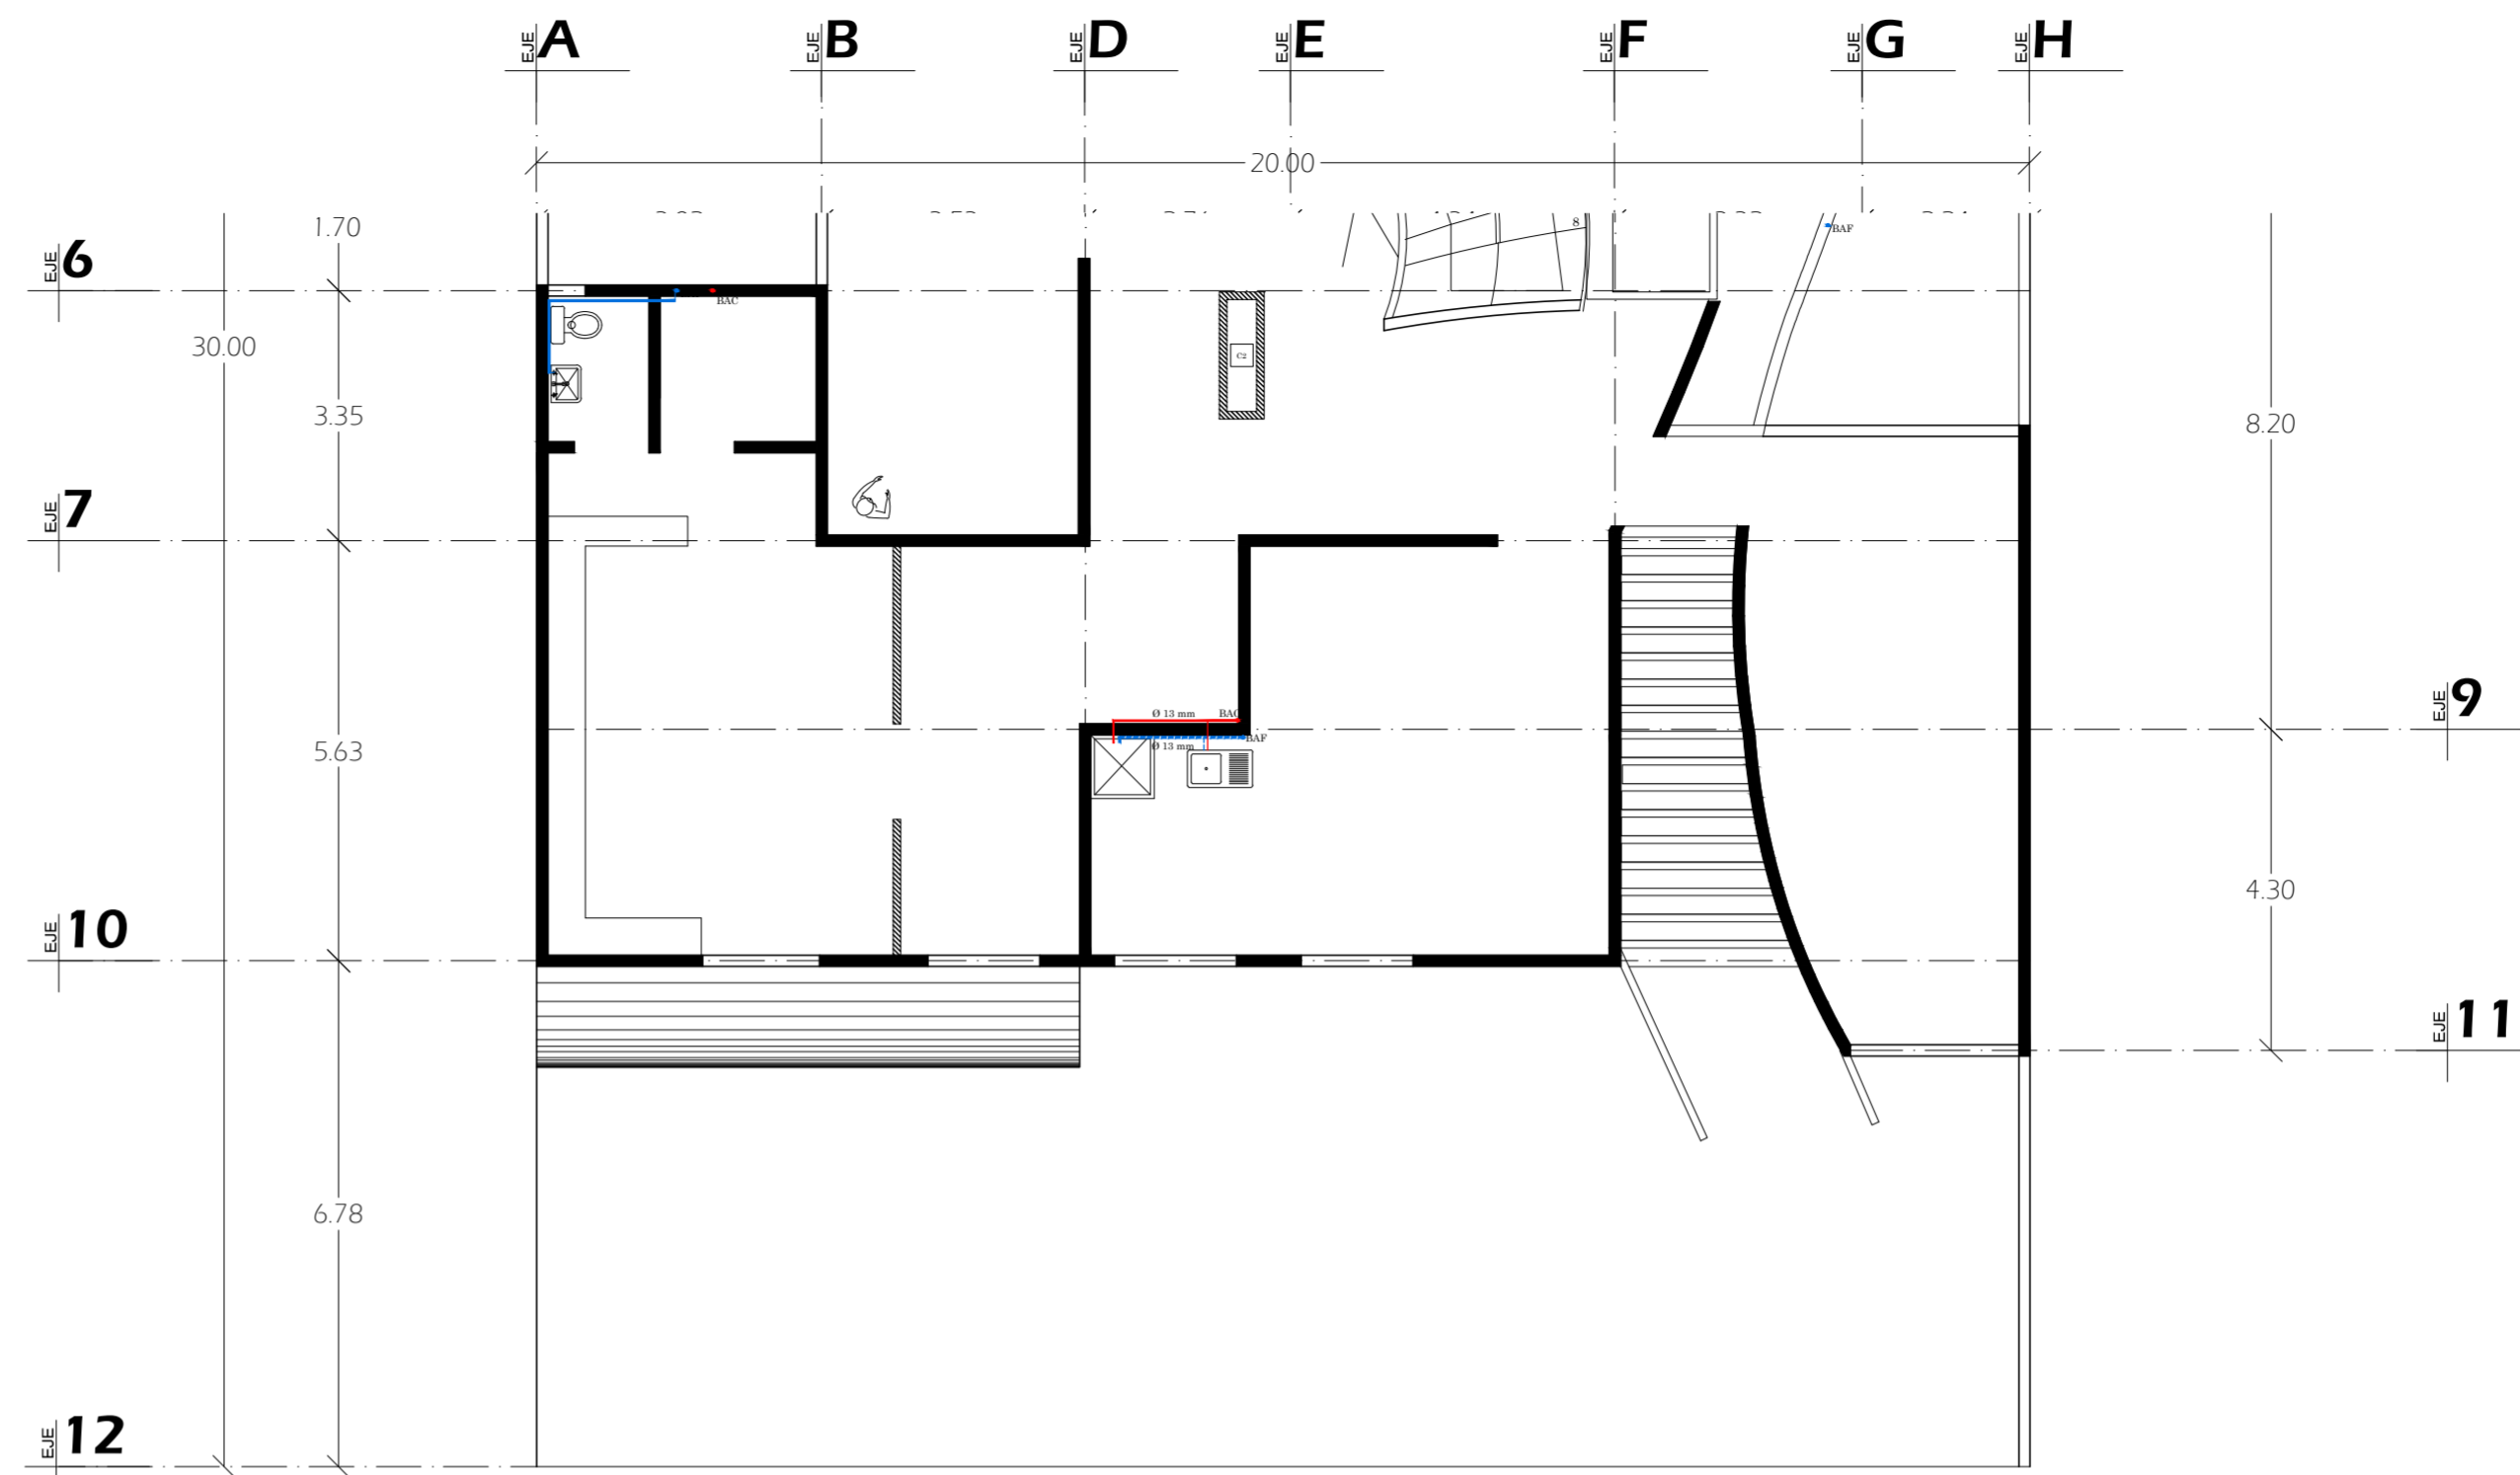 EJE A
EJE B
EJE D
EJE E
EJE F
EJE G
EJE H
20.00
1.70
8
BAF
EJE 6
BAC
30.00
C2
3.35
8.20
EJE 7
EJE 9
Ø 13 mm BAC
BAF
Ø 13 mm
5.63
4.30
EJE 10
EJE 11
6.78
EJE 12